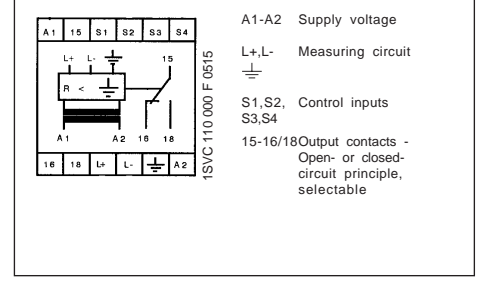 A1 15 S1 S2 S3 S4
L+ L- 15
R <
A1 A2 16 18
16 18 L+ L- A2
1SVC 110 000 F 0515
A1-A2 Supply voltage
L+,L- Measuring circuit
S1,S2, Control inputs
S3,S4
15-16/18Output contacts -
Open- or closed-
circuit principle,
selectable